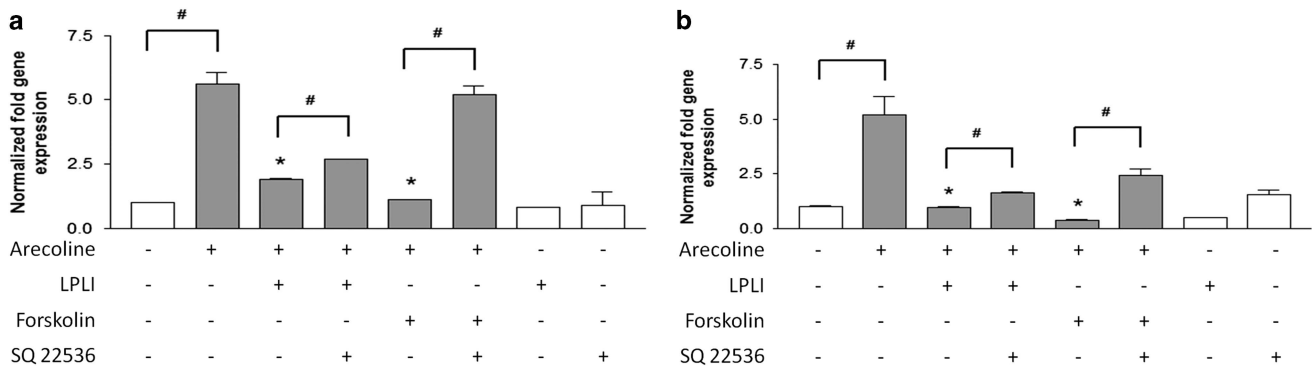 a
Normalized fold gene
expression
7.5
5.0
2.5
0.0
#
#
#
*
*
Arecoline - + + + + + - -
LPLI - - + + - - + -
Forskolin - - - - + + - -
SQ 22536 - - - + - + - +
b
Normalized fold gene
expression
7.5
5.0
2.5
0.0
#
#
#
*
*
Arecoline - + + + + + - -
LPLI - - + + - - + -
Forskolin - - - - + + - -
SQ 22536 - - - + - + - +